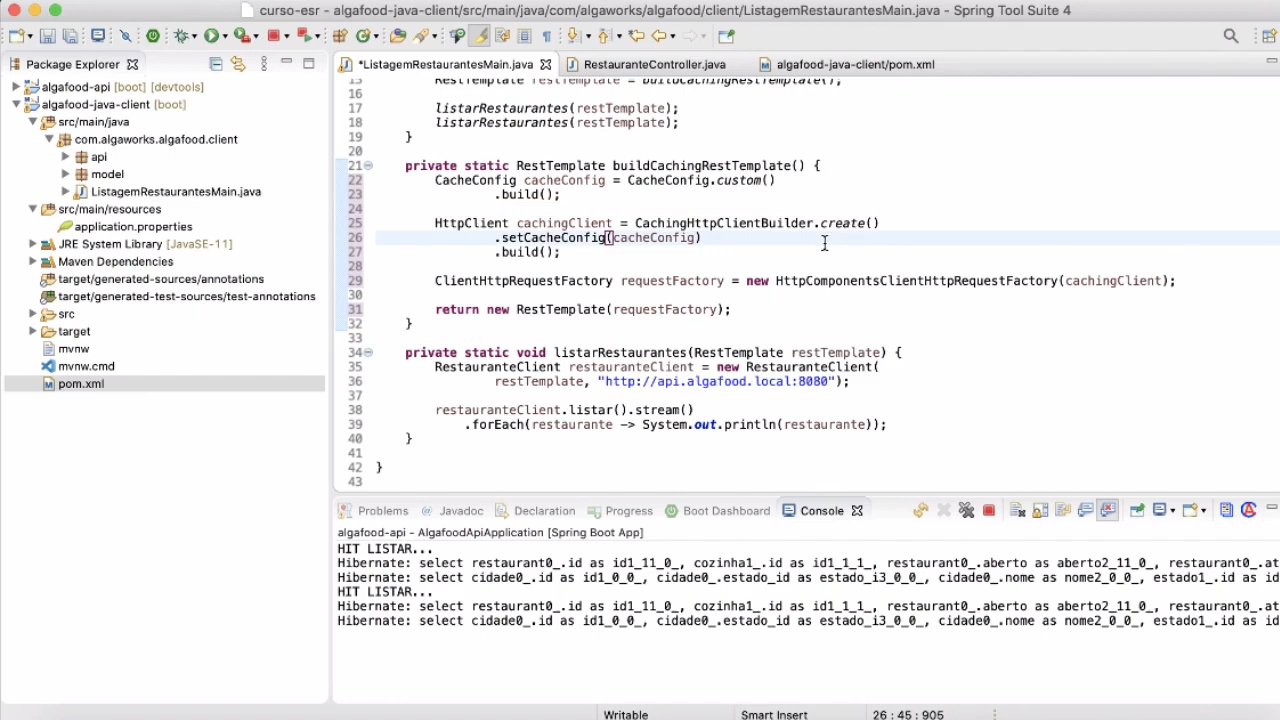 curso-esr - algafood-java-client/src/main/java/com/algaworks/algafood/client/ListagemRestaurantesMain.java - Spring Tool Suite 4
Package Explorer
algafood-api [boot] [devtools]
algafood-java-client [boot]
src/main/java
com.algaworks.algafood.client
api
model
ListagemRestaurantesMain.java
src/main/resources
application.properties
JRE System Library [JavaSE-11]
Maven Dependencies
target/generated-sources/annotations
target/generated-test-sources/test-annotations
src
target
mvnw
mvnw.cmd
pom.xml
*ListagemRestaurantesMain.java
RestauranteController.java
algafood-java-client/pom.xml
15 RestTemplate restTemplate = buildCachingRestTemplate();
16
17 listarRestaurantes(restTemplate);
18 listarRestaurantes(restTemplate);
19 }
20
21 private static RestTemplate buildCachingRestTemplate() {
22 CacheConfig cacheConfig = CacheConfig.custom()
23 .build();
24
25 HttpClient cachingClient = CachingHttpClientBuilder.create()
26 .setCacheConfig(cacheConfig)
27 .build();
28
29 ClientHttpRequestFactory requestFactory = new HttpComponentsClientHttpRequestFactory(cachingClient);
30
31 return new RestTemplate(requestFactory);
32 }
33
34 private static void listarRestaurantes(RestTemplate restTemplate) {
35 RestauranteClient restauranteClient = new RestauranteClient(
36 restTemplate, "http://api.algafood.local:8080");
37
38 restauranteClient.listar().stream()
39 .forEach(restaurante -> System.out.println(restaurante));
40 }
41
42 }
43
Problems
Javadoc
Declaration
Progress
Boot Dashboard
Console
algafood-api - AlgafoodApiApplication [Spring Boot App]
HIT LISTAR...
Hibernate: select restaurant0_.id as id1_11_0_, cozinha1_.id as id1_1_1_, restaurant0_.aberto as aberto2_11_0_, restaurant0_.at
Hibernate: select cidade0_.id as id1_0_0_, cidade0_.estado_id as estado_i3_0_0_, cidade0_.nome as nome2_0_0_, estado1_.id as id
HIT LISTAR...
Hibernate: select restaurant0_.id as id1_11_0_, cozinha1_.id as id1_1_1_, restaurant0_.aberto as aberto2_11_0_, restaurant0_.at
Hibernate: select cidade0_.id as id1_0_0_, cidade0_.estado_id as estado_i3_0_0_, cidade0_.nome as nome2_0_0_, estado1_.id as id
Writable
Smart Insert
26 : 45 : 905